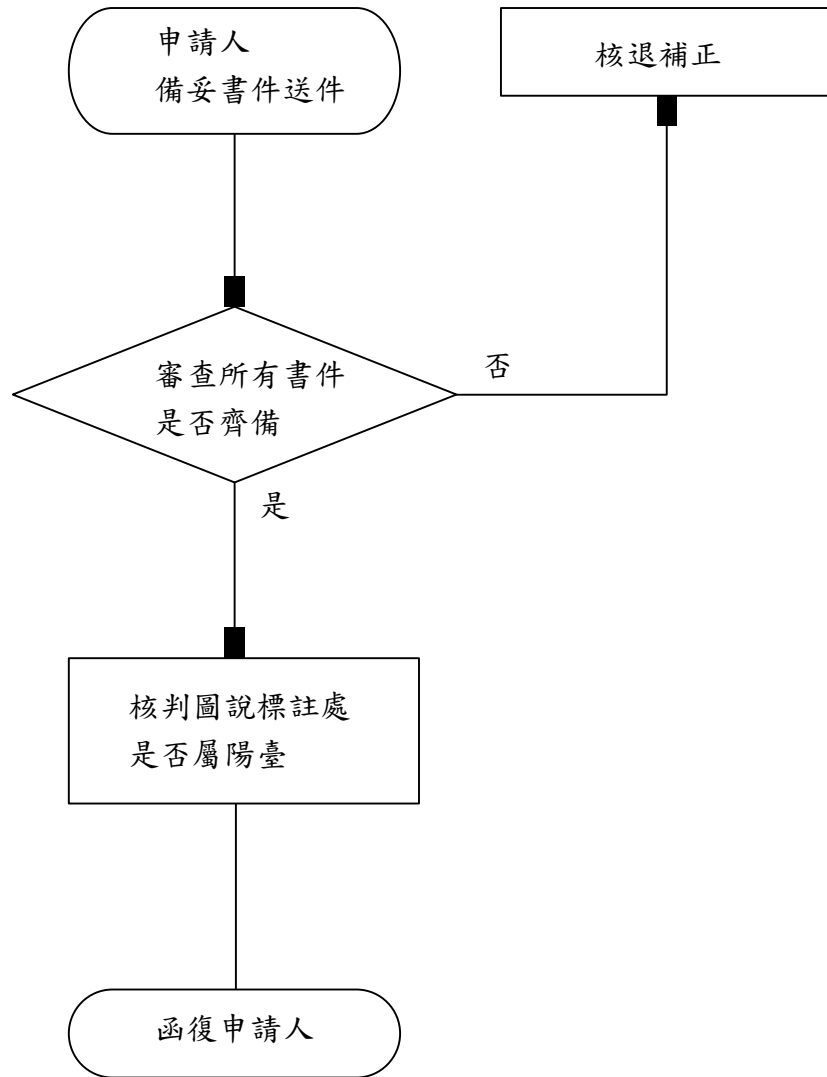 申請人
備妥書件送件
核退補正
審查所有書件
是否齊備
否
是
核判圖說標註處
是否屬陽臺
函復申請人